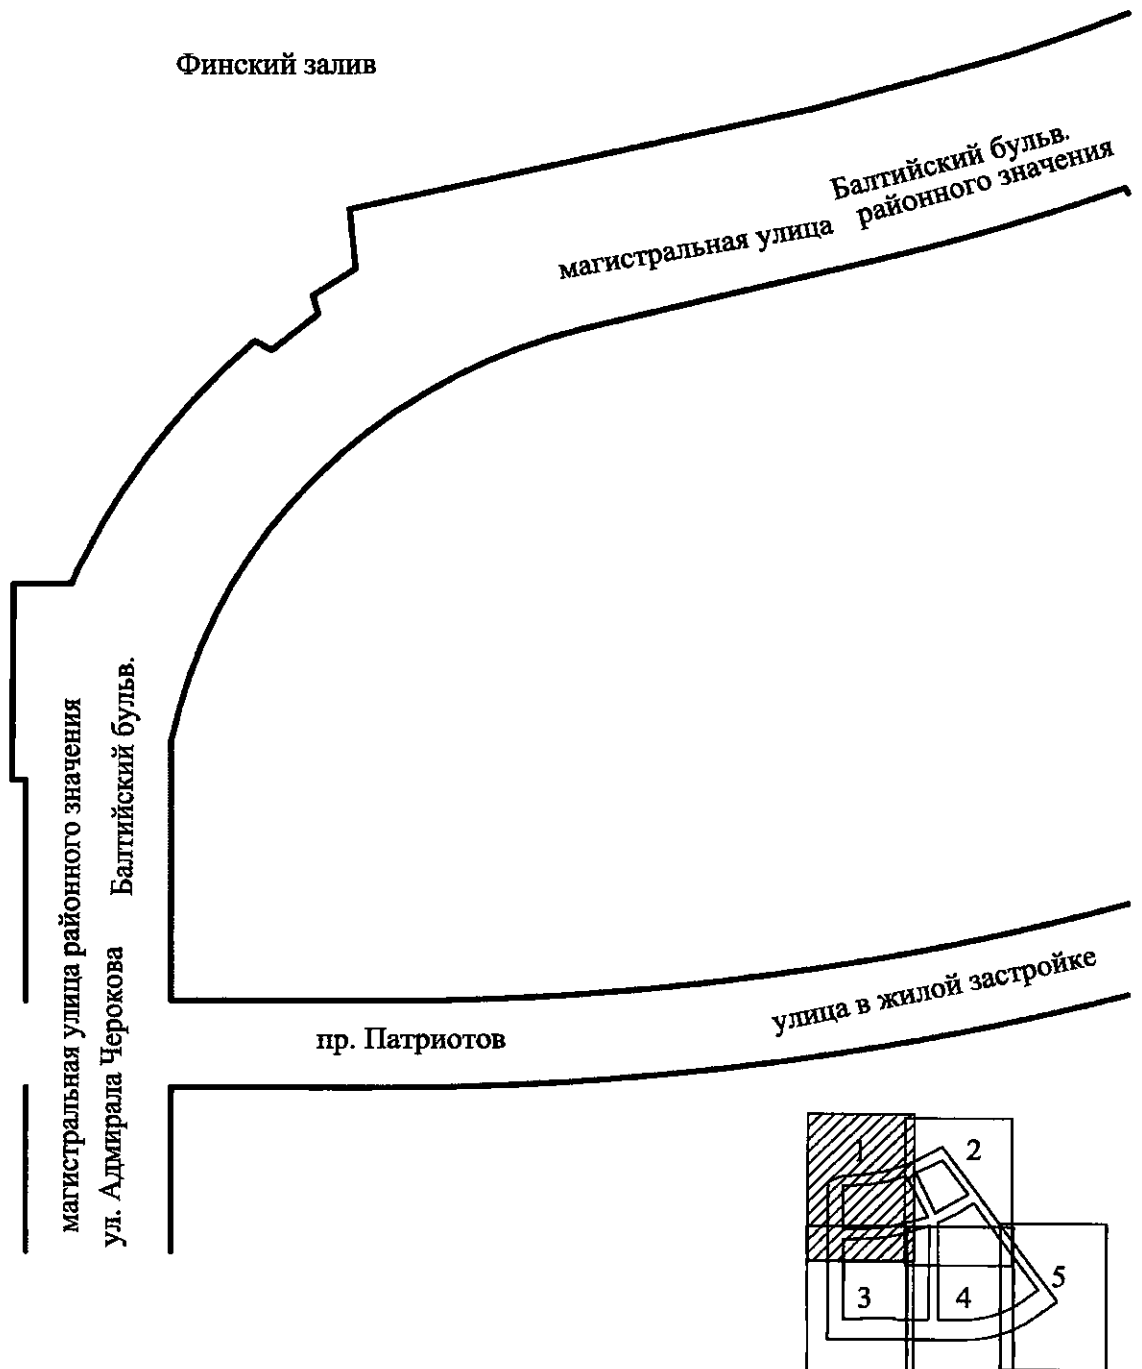 Финский залив
Балтийский бульв.
магистральная улица районного значения
Балтийский бульв.
магистральная улица районного значения
ул. Адмирала Черокова
пр. Патриотов
улица в жилой застройке
1
2
3
4
5